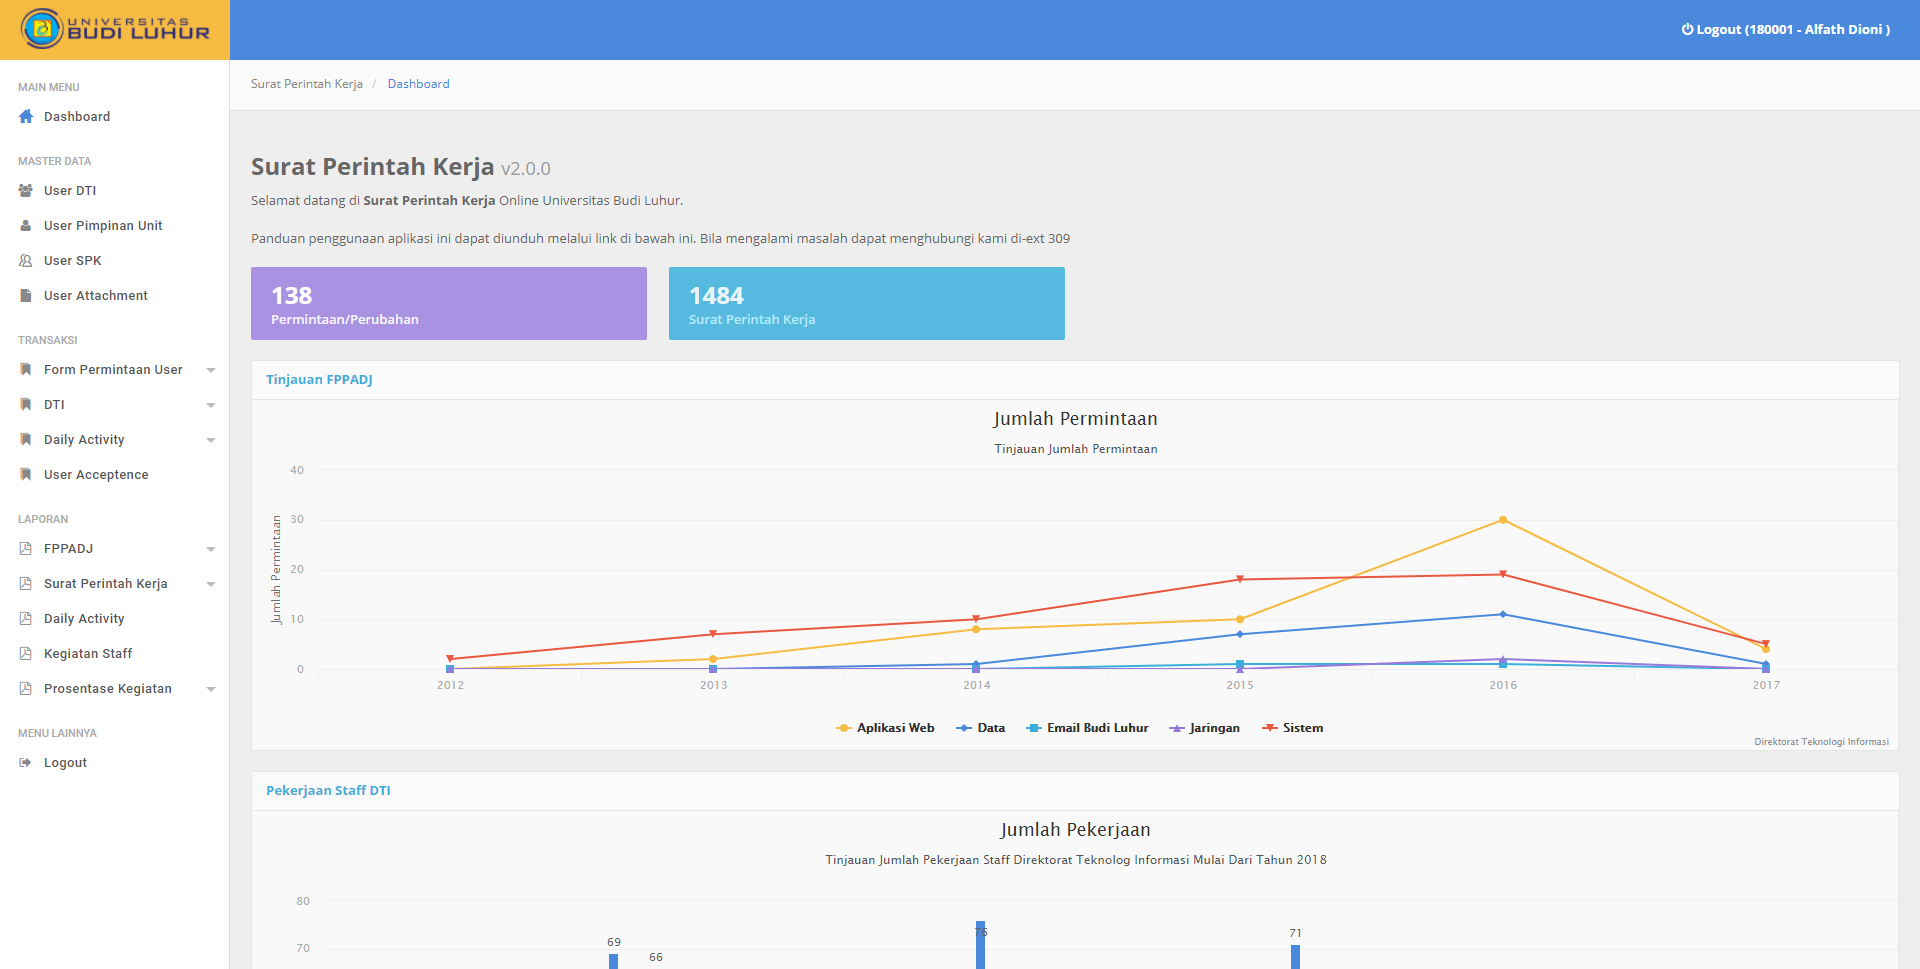 UNIVERSITAS
BUDI LUHUR
Logout (180001 - Alfath Dioni )
MAIN MENU
Dashboard
MASTER DATA
User DTI
User Pimpinan Unit
User SPK
User Attachment
TRANSAKSI
Form Permintaan User
DTI
Daily Activity
User Acceptence
LAPORAN
FPPADJ
Surat Perintah Kerja
Daily Activity
Kegiatan Staff
Prosentase Kegiatan
MENU LAINNYA
Logout
Surat Perintah Kerja / Dashboard
Surat Perintah Kerja v2.0.0
Selamat datang di Surat Perintah Kerja Online Universitas Budi Luhur.
Panduan penggunaan aplikasi ini dapat diunduh melalui link di bawah ini. Bila mengalami masalah dapat menghubungi kami di-ext 309
138
Permintaan/Perubahan
1484
Surat Perintah Kerja
Tinjauan FPPADJ
Jumlah Permintaan
Tinjauan Jumlah Permintaan
Jumlah Permintaan
40
30
20
10
0
2012 2013 2014 2015 2016 2017
Aplikasi Web Data Email Budi Luhur Jaringan Sistem
Direktorat Teknologi Informasi
Pekerjaan Staff DTI
Jumlah Pekerjaan
Tinjauan Jumlah Pekerjaan Staff Direktorat Teknolog Informasi Mulai Dari Tahun 2018
80
70
69
66
76
71